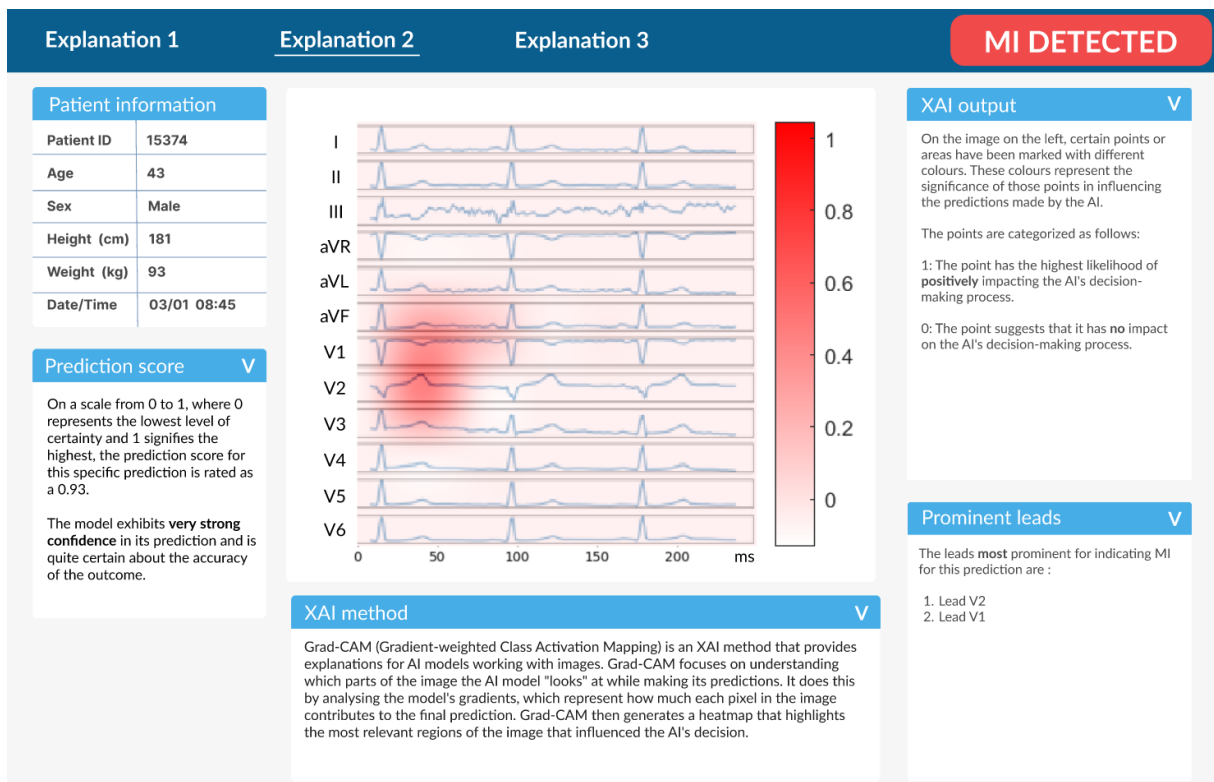 Explanation 1
Explanation 2
Explanation 3
MI DETECTED
Patient information
Patient ID 15374
Age 43
Sex Male
Height (cm) 181
Weight (kg) 93
Date/Time 03/01 08:45
Prediction score V
On a scale from 0 to 1, where 0
represents the lowest level of
certainty and 1 signifies the
highest, the prediction score for
this specific prediction is rated as
a 0.93.
The model exhibits very strong
confidence in its prediction and is
quite certain about the accuracy
of the outcome.
I
II
III
aVR
aVL
aVF
V1
V2
V3
V4
V5
V6
0 50 100 150 200 ms
1
0.8
0.6
0.4
0.2
0
XAI method V
Grad-CAM (Gradient-weighted Class Activation Mapping) is an XAI method that provides
explanations for AI models working with images. Grad-CAM focuses on understanding
which parts of the image the AI model "looks" at while making its predictions. It does this
by analysing the model's gradients, which represent how much each pixel in the image
contributes to the final prediction. Grad-CAM then generates a heatmap that highlights
the most relevant regions of the image that influenced the AI's decision.
XAI output V
On the image on the left, certain points or
areas have been marked with different
colours. These colours represent the
significance of those points in influencing
the predictions made by the AI.
The points are categorized as follows:
1: The point has the highest likelihood of
positively impacting the AI's decision-
making process.
0: The point suggests that it has no impact
on the AI's decision-making process.
Prominent leads V
The leads most prominent for indicating MI
for this prediction are :
1. Lead V2
2. Lead V1